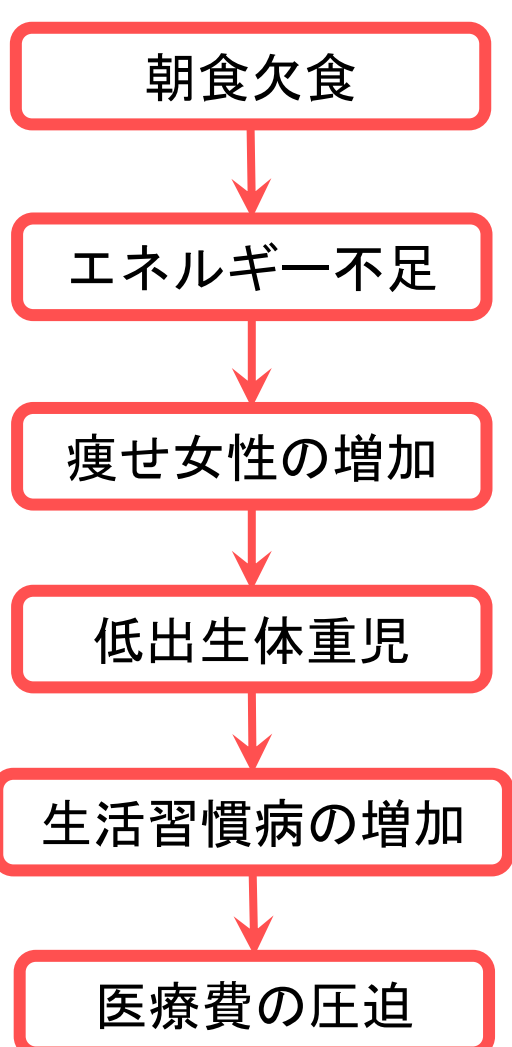 朝食欠食
エネルギー不足
痩せ女性の増加
低出生体重児
生活習慣病の増加
医療費の圧迫